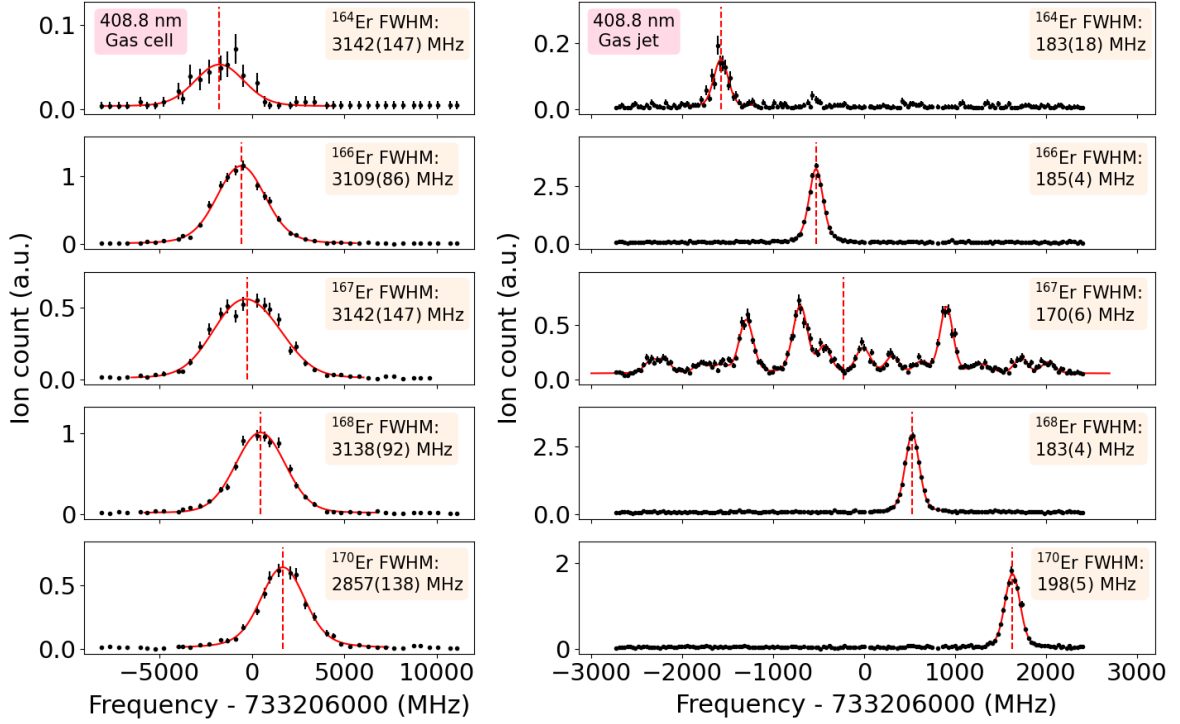 408.8 nm
Gas cell
¹⁶⁴Er FWHM:
3142(147) MHz
0.1
0.0
¹⁶⁶Er FWHM:
3109(86) MHz
1
0
¹⁶⁷Er FWHM:
3142(147) MHz
0.5
0.0
¹⁶⁸Er FWHM:
3138(92) MHz
1
0
¹⁷⁰Er FWHM:
2857(138) MHz
0.5
0.0
Ion count (a.u.)
−5000 0 5000 10000
Frequency - 733206000 (MHz)
408.8 nm
Gas jet
¹⁶⁴Er FWHM:
183(18) MHz
0.2
0.0
¹⁶⁶Er FWHM:
185(4) MHz
2.5
0.0
¹⁶⁷Er FWHM:
170(6) MHz
0.5
0.0
¹⁶⁸Er FWHM:
183(4) MHz
2.5
0.0
¹⁷⁰Er FWHM:
198(5) MHz
2
0
Ion count (a.u.)
−3000 −2000 −1000 0 1000 2000 3000
Frequency - 733206000 (MHz)